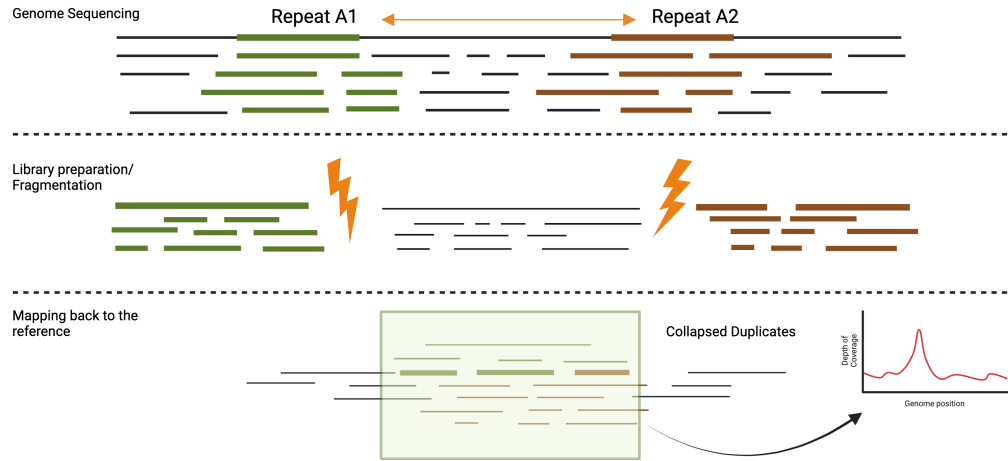 Genome Sequencing
Repeat A1
Repeat A2
Library preparation/
Fragmentation
Mapping back to the
reference
Collapsed Duplicates
Depth of
Coverage
Genome position